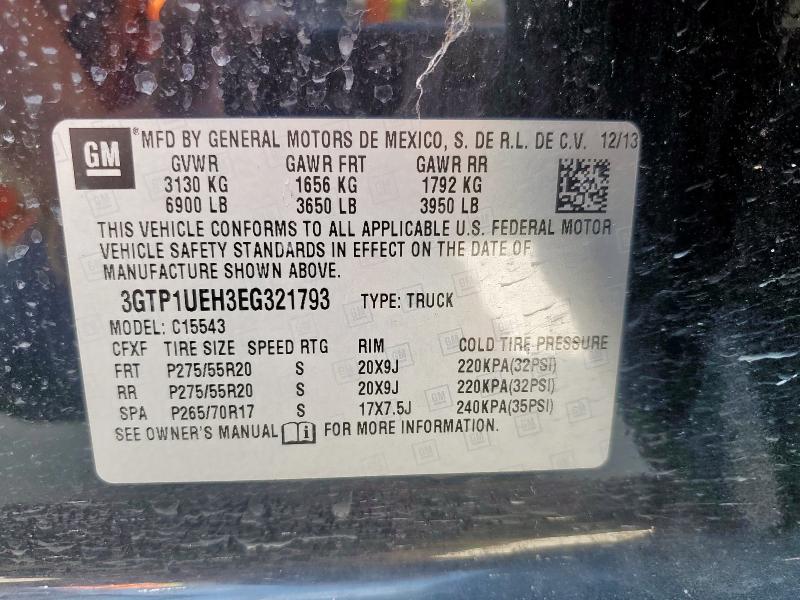 GM ® MFD BY GENERAL MOTORS DE MEXICO, S. DE R.L. DE C.V. 12/13
GVWR GAWR FRT GAWR RR
3130 KG 1656 KG 1792 KG
6900 LB 3650 LB 3950 LB
THIS VEHICLE CONFORMS TO ALL APPLICABLE U.S. FEDERAL MOTOR
VEHICLE SAFETY STANDARDS IN EFFECT ON THE DATE OF
MANUFACTURE SHOWN ABOVE.
3GTP1UEH3EG321793 TYPE: TRUCK
MODEL: C15543
CFXF TIRE SIZE SPEED RTG RIM COLD TIRE PRESSURE
FRT P275/55R20 S 20X9J 220KPA(32PSI)
RR P275/55R20 S 20X9J 220KPA(32PSI)
SPA P265/70R17 S 17X7.5J 240KPA(35PSI)
SEE OWNER'S MANUAL i FOR MORE INFORMATION.